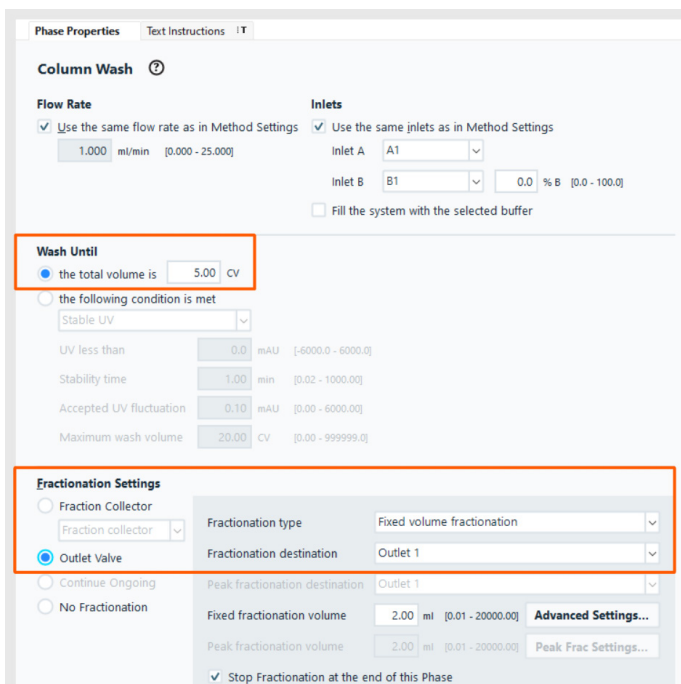 Phase Properties Text Instructions T
Column Wash ?
Flow Rate Inlets
Use the same flow rate as in Method Settings Use the same inlets as in Method Settings
1.000 ml/min [0.000 - 25.000] Inlet A A1
Inlet B B1 0.0 % B [0.0 - 100.0]
Fill the system with the selected buffer
Wash Until
the total volume is 5.00 CV
the following condition is met
Stable UV
UV less than 0.0 mAU [-6000.0 - 6000.0]
Stability time 1.00 min [0.02 - 1000.00]
Accepted UV fluctuation 0.10 mAU [0.00 - 6000.00]
Maximum wash volume 20.00 CV [0.00 - 999999.0]
Fractionation Settings
Fraction Collector
Fraction collector Fractionation type Fixed volume fractionation
Outlet Valve Fractionation destination Outlet 1
Continue Ongoing Peak fractionation destination Outlet 1
No Fractionation Fixed fractionation volume 2.00 ml [0.01 - 20000.00] Advanced Settings...
Peak fractionation volume 2.00 ml [0.01 - 20000.00] Peak Frac Settings...
Stop Fractionation at the end of this Phase